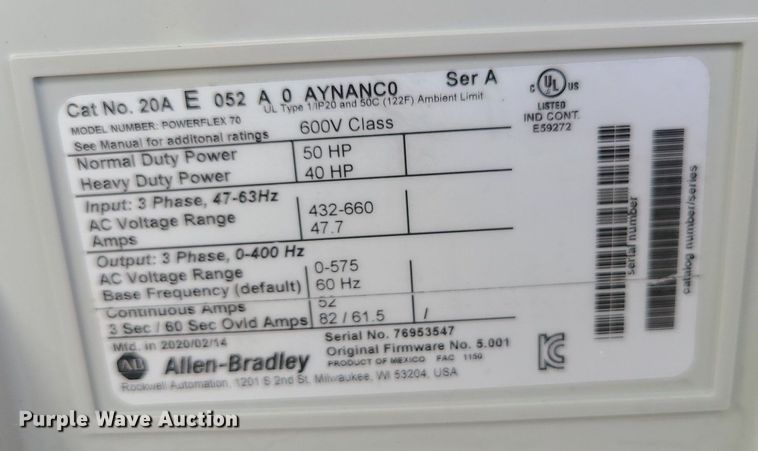 Cat No. 20A E 052 A 0 AYNANC0 Ser A
UL Type 1/IP20 and 50C (122F) Ambient Limit
MODEL NUMBER: POWERFLEX 70
See Manual for additonal ratings 600V Class
Normal Duty Power 50 HP
Heavy Duty Power 40 HP
Input: 3 Phase, 47-63Hz
AC Voltage Range 432-660
Amps 47.7
Output: 3 Phase, 0-400 Hz
AC Voltage Range 0-575
Base Frequency (default) 60 Hz
Continuous Amps 52
3 Sec / 60 Sec Ovld Amps 82 / 61.5 /
Mfd. in 2020/02/14 Serial No. 76953547
Original Firmware No. 5.001
AB Allen-Bradley PRODUCT OF MEXICO FAC 1150
Rockwell Automation, 1201 S 2nd St, Milwaukee, WI 53204, USA
C UL US
LISTED
IND CONT.
E59272
serial number
catalog number/series
KC
Purple Wave Auction